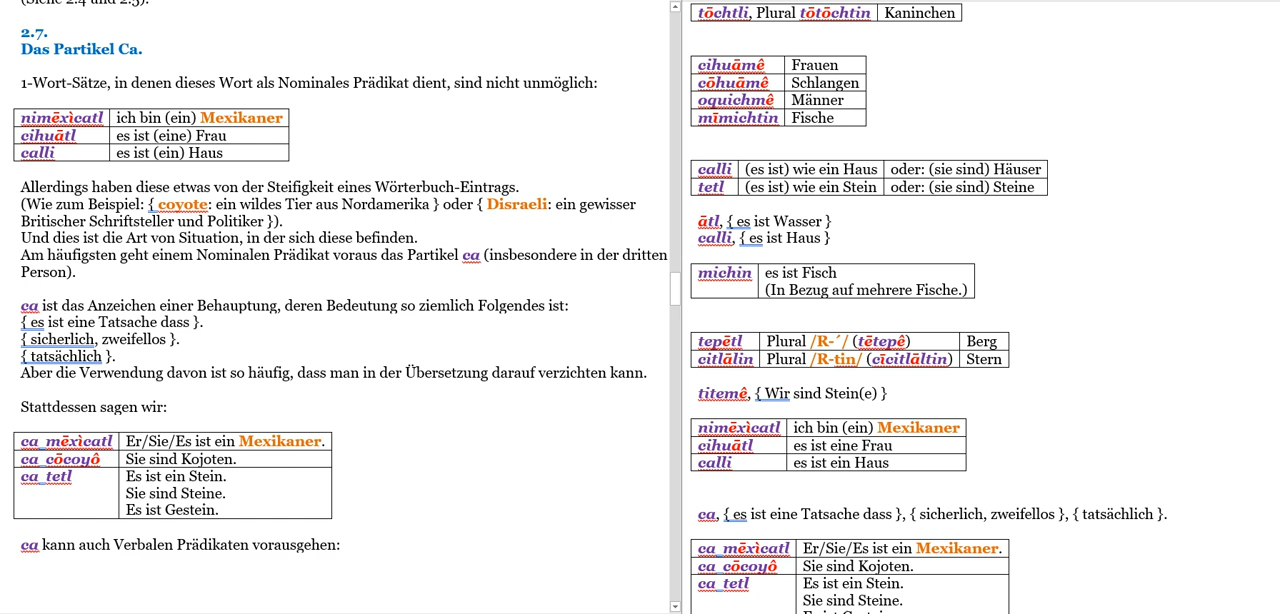 (Siehe 2.4 und 2.5).
2.7.
Das Partikel Ca.
1-Wort-Sätze, in denen dieses Wort als Nominales Prädikat dient, sind nicht unmöglich:
nimēxìcatl ich bin (ein) Mexikaner
cihuātl es ist (eine) Frau
calli es ist (ein) Haus
Allerdings haben diese etwas von der Steifigkeit eines Wörterbuch-Eintrags.
(Wie zum Beispiel: { coyote: ein wildes Tier aus Nordamerika } oder { Disraeli: ein gewisser
Britischer Schriftsteller und Politiker }).
Und dies ist die Art von Situation, in der sich diese befinden.
Am häufigsten geht einem Nominalen Prädikat voraus das Partikel ca (insbesondere in der dritten
Person).
ca ist das Anzeichen einer Behauptung, deren Bedeutung so ziemlich Folgendes ist:
{ es ist eine Tatsache dass }.
{ sicherlich, zweifellos }.
{ tatsächlich }.
Aber die Verwendung davon ist so häufig, dass man in der Übersetzung darauf verzichten kann.
Stattdessen sagen wir:
ca mēxìcatl Er/Sie/Es ist ein Mexikaner.
ca cōcoyô Sie sind Kojoten.
ca tetl Es ist ein Stein.
Sie sind Steine.
Es ist Gestein.
ca kann auch Verbalen Prädikaten vorausgehen:
tōchtli, Plural tōtōchtin Kaninchen
cihuāmê Frauen
cōhuāmê Schlangen
oquichmê Männer
mīmichtin Fische
calli (es ist) wie ein Haus oder: (sie sind) Häuser
tetl (es ist) wie ein Stein oder: (sie sind) Steine
ātl, { es ist Wasser }
calli, { es ist Haus }
michin es ist Fisch
(In Bezug auf mehrere Fische.)
tepētl Plural /R-´/ (tētepê) Berg
citlālin Plural /R-tin/ (cīcitlāltin) Stern
titemê, { Wir sind Stein(e) }
nimēxìcatl ich bin (ein) Mexikaner
cihuātl es ist eine Frau
calli es ist ein Haus
ca, { es ist eine Tatsache dass }, { sicherlich, zweifellos }, { tatsächlich }.
ca mēxìcatl Er/Sie/Es ist ein Mexikaner.
ca cōcoyô Sie sind Kojoten.
ca tetl Es ist ein Stein.
Sie sind Steine.